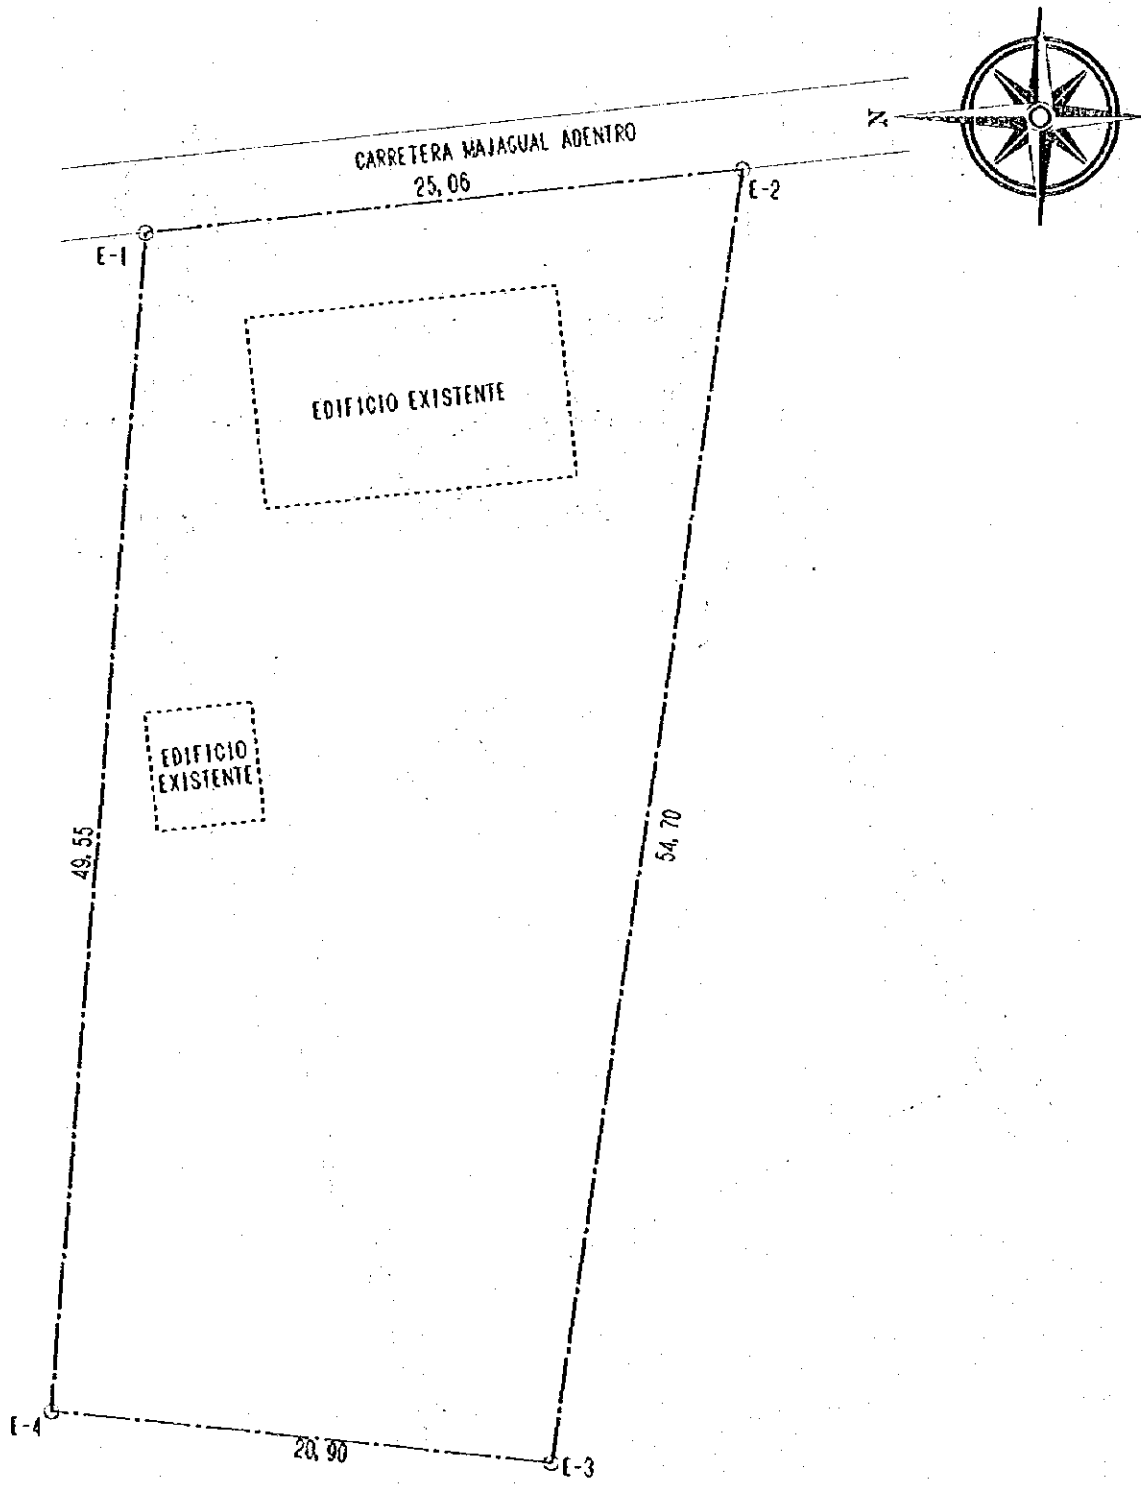 N
CARRETERA MAJAGUAL ADENTRO
25,06
E-1
E-2
EDIFICIO EXISTENTE
EDIFICIO
EXISTENTE
49,55
54,70
E-4
20,90
E-3